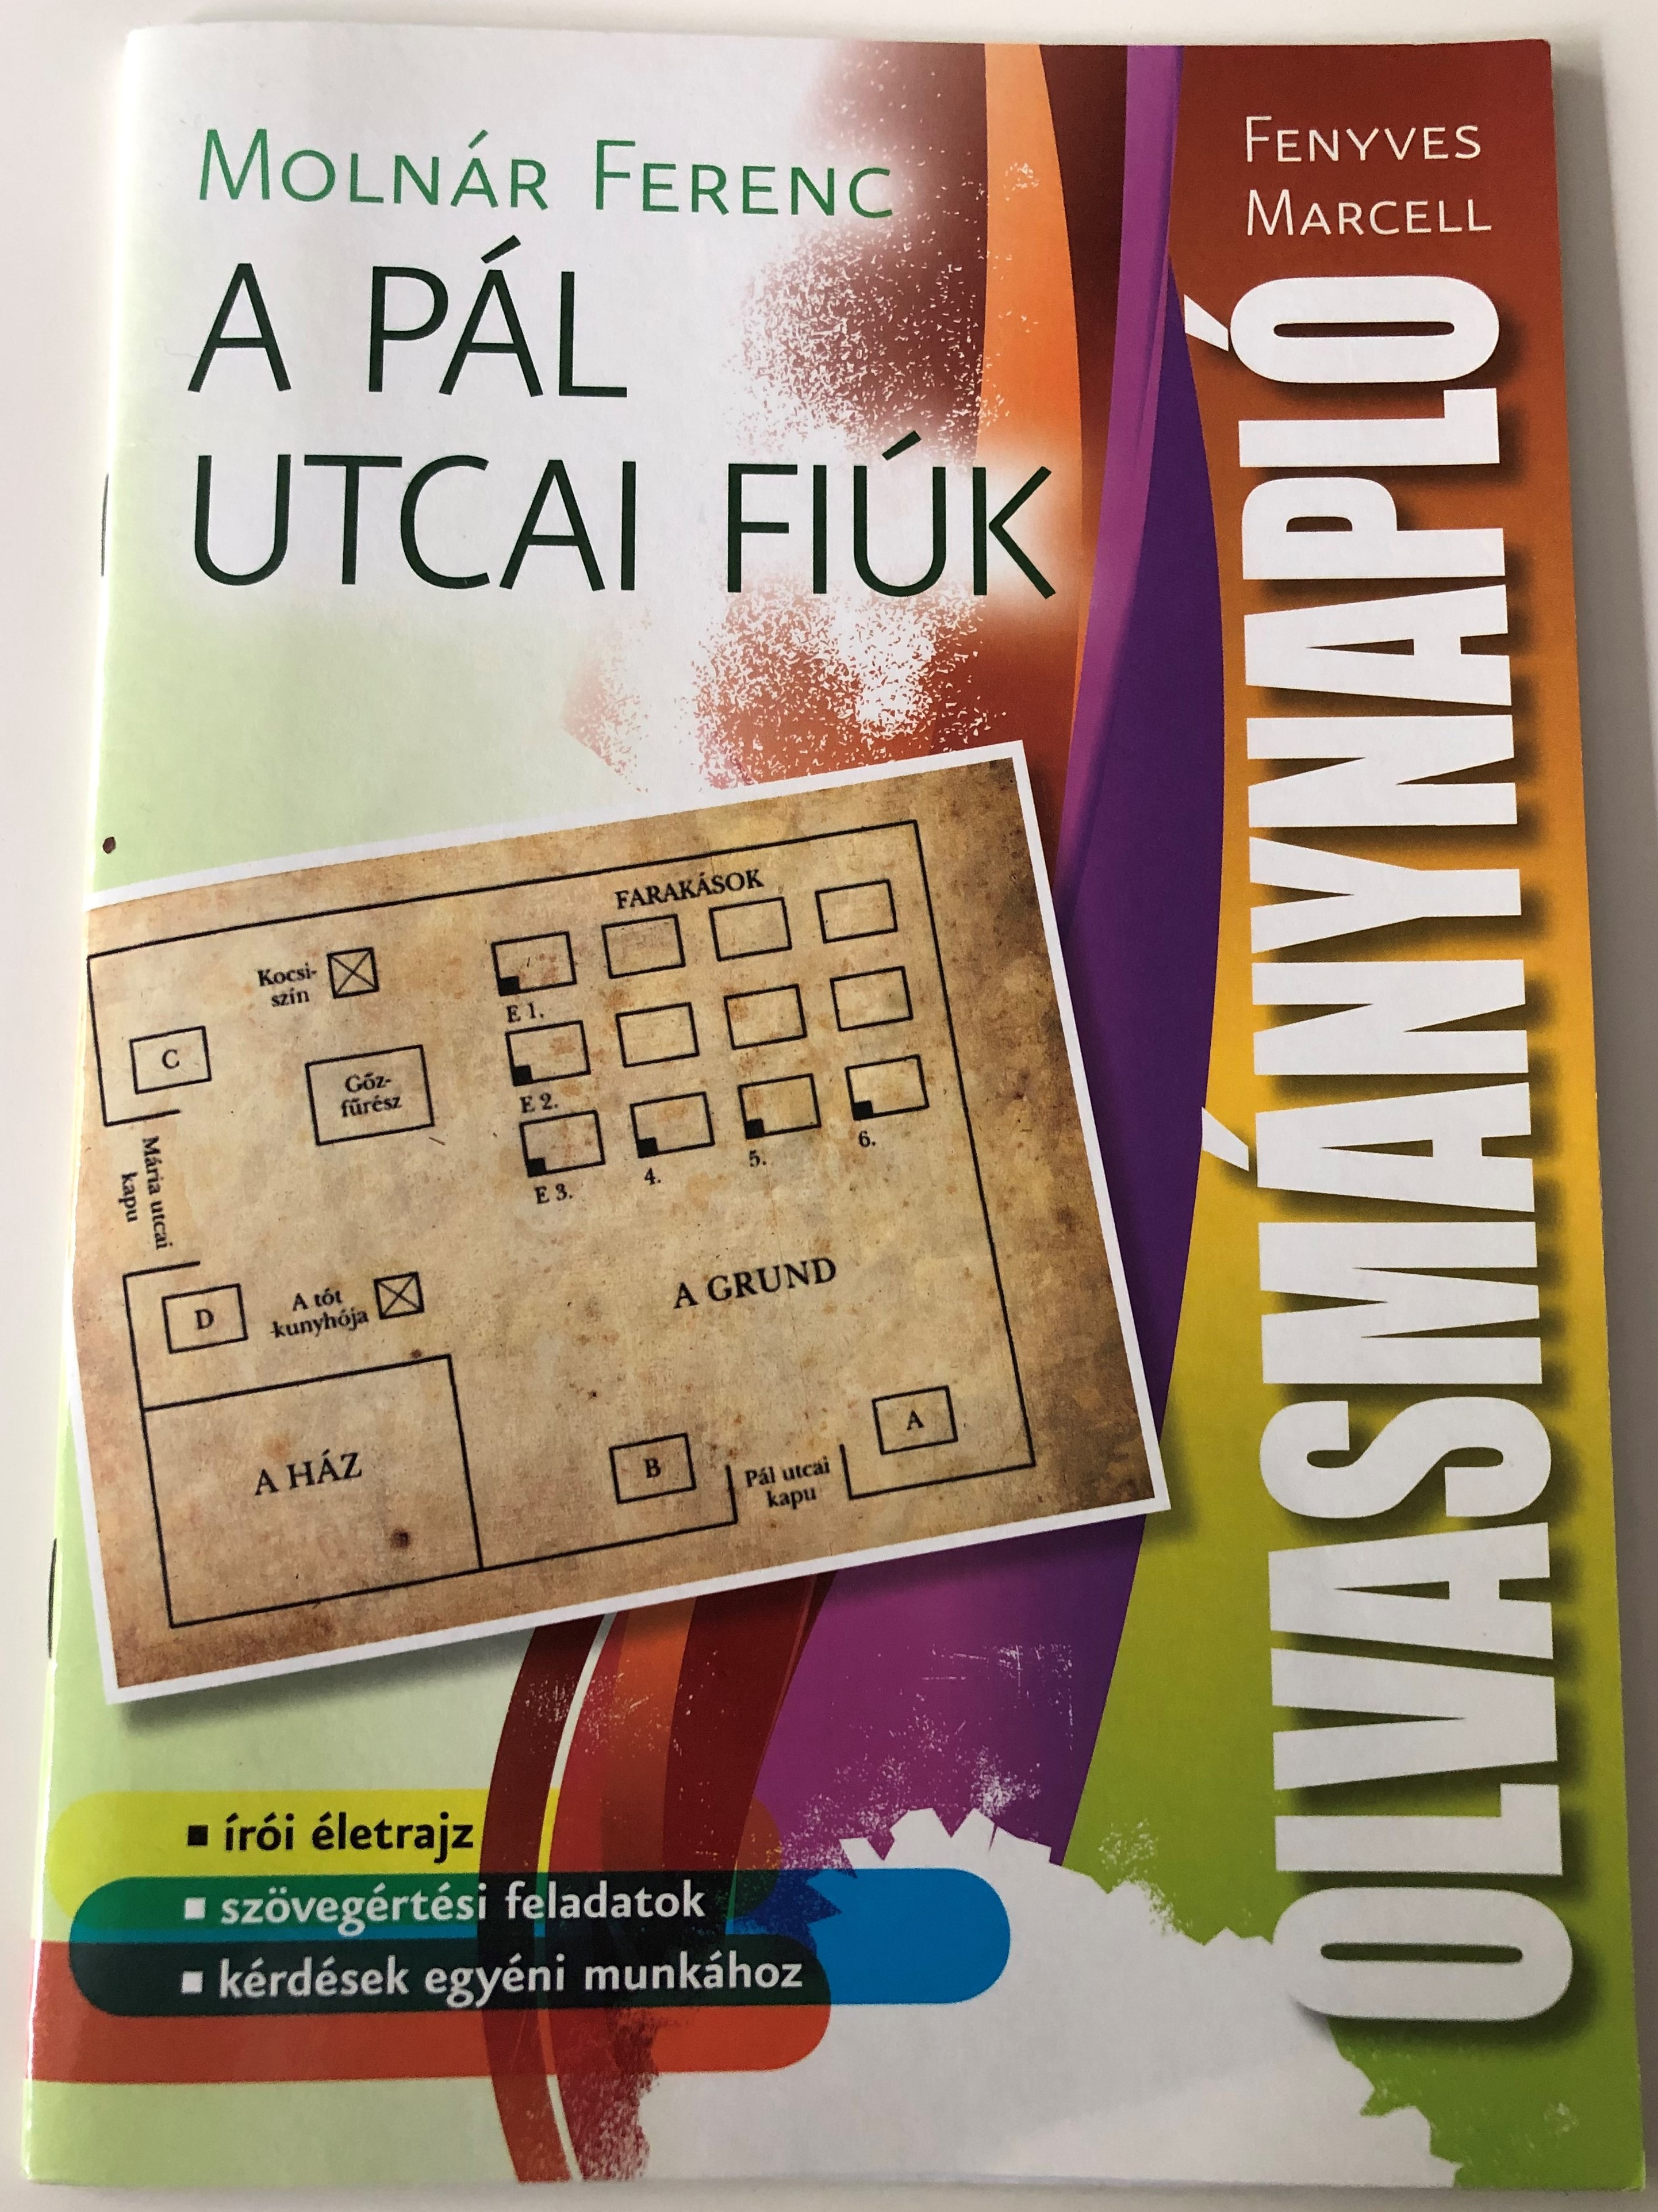 MOLNÁR FERENC
A PÁL
UTCAI FIÚK
FENYVES
MARCELL
OLVASMÁNYNAPLÓ
FARAKÁSOK
Kocsi-
szín
E 1.
C
Gőz-
fűrész
E 2.
E 3.
4.
5.
6.
Mária utcai
kapu
D
A tót
kunyhója
A GRUND
A HÁZ
B
Pál utcai
kapu
A
▪ írói életrajz
▪ szövegértési feladatok
▪ kérdések egyéni munkához